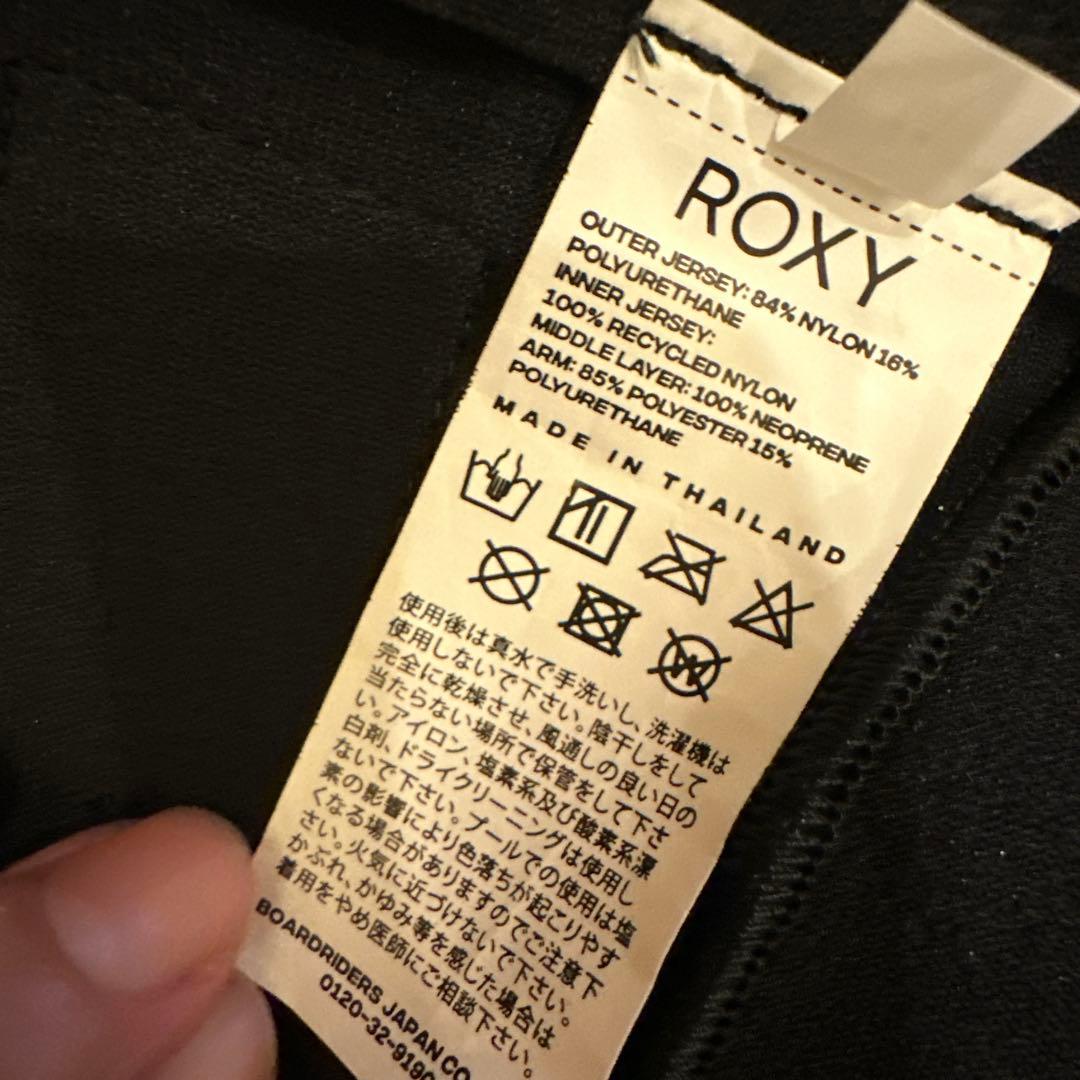 ROXY
OUTER JERSEY: 84% NYLON 16%
POLYURETHANE
INNER JERSEY:
100% RECYCLED NYLON
MIDDLE LAYER: 100% NEOPRENE
ARM: 85% POLYESTER 15%
POLYURETHANE
MADE IN THAILAND
使用後は真水で手洗いし、洗濯機は
使用しないで下さい。陰干しをして
完全に乾燥させ、風通しの良い日の
当たらない場所で保管をして下さ
い。アイロン、塩素系及び酸素系漂
白剤、ドライクリーニングは使用し
ないで下さい。プールでの使用は塩
素の影響により色落ちが起こりやす
くなる場合がありますのでご注意下
さい。火気に近づけないで下さい。
かぶれ、かゆみ等を感じた場合は
着用をやめ医師にご相談下さい。
BOARDRIDERS JAPAN CO
0120-32-9190